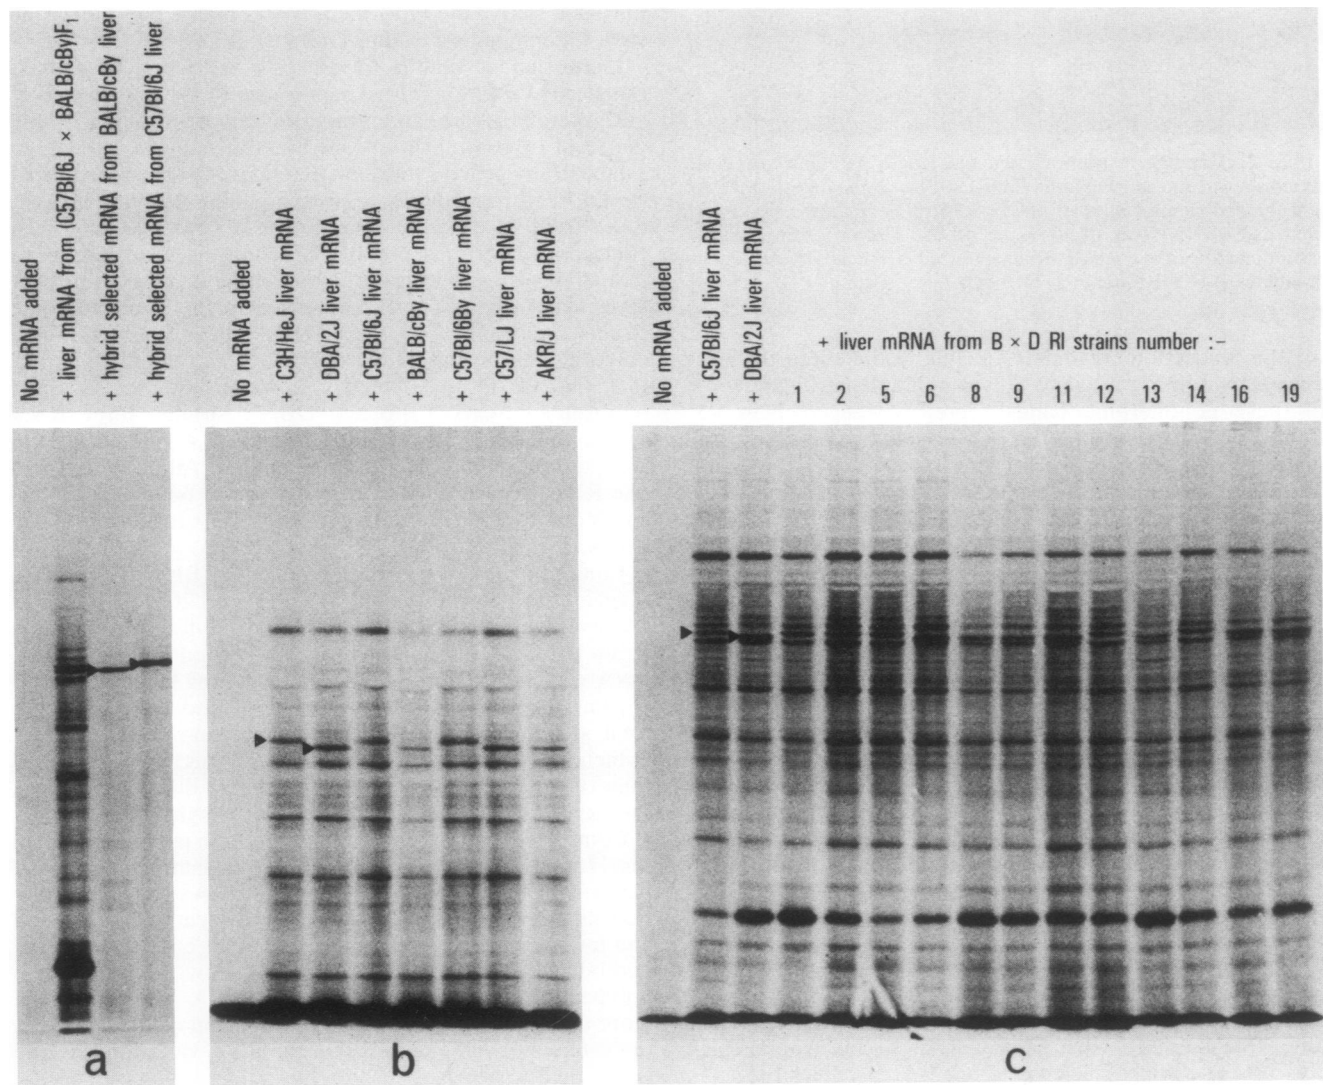 No mRNA added
+ liver mRNA from (C57Bl/6J × BALB/cBy)F1
+ hybrid selected mRNA from BALB/cBy liver
+ hybrid selected mRNA from C57Bl/6J liver
No mRNA added
+ C3H/HeJ liver mRNA
+ DBA/2J liver mRNA
+ C57Bl/6J liver mRNA
+ BALB/cBy liver mRNA
+ C57Bl/6By liver mRNA
+ C57/LJ liver mRNA
+ AKR/J liver mRNA
No mRNA added
+ C57Bl/6J liver mRNA
+ DBA/2J liver mRNA
+ liver mRNA from B × D RI strains number :–
1 2 5 6 8 9 11 12 13 14 16 19
a b c